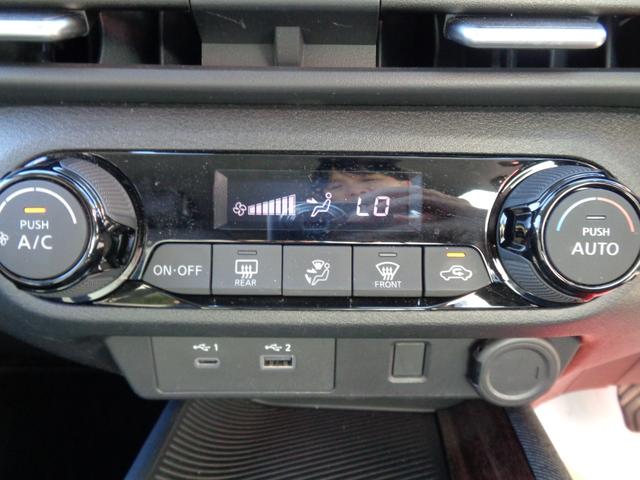 LO
PUSH
A/C
ON·OFF
REAR
FRONT
PUSH
AUTO
1
2